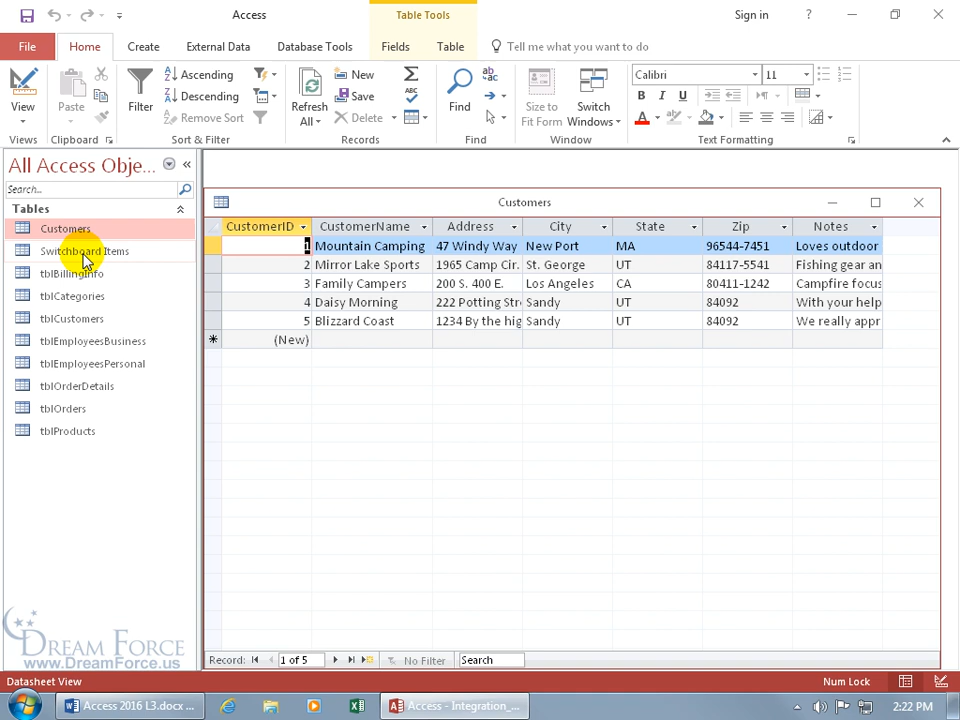 Access
Table Tools
Sign in
?
File
Home
Create
External Data
Database Tools
Fields
Table
Tell me what you want to do
View
Views
Paste
Clipboard
Filter
Ascending
Descending
Remove Sort
Sort & Filter
Refresh
All
New
Save
Delete
Records
Find
Find
Size to
Fit Form
Switch
Windows
Window
Calibri
11
B I U
Text Formatting
All Access Obje...
Search...
Tables
Customers
Switchboard Items
tblBillingInfo
tblCategories
tblCustomers
tblEmployeesBusiness
tblEmployeesPersonal
tblOrderDetails
tblOrders
tblProducts
Customers
CustomerID CustomerName Address City State Zip Notes
1 Mountain Camping 47 Windy Way New Port MA 96544-7451 Loves outdoor
2 Mirror Lake Sports 1965 Camp Cir. St. George UT 84117-5541 Fishing gear an
3 Family Campers 200 S. 400 E. Los Angeles CA 80411-1242 Campfire focus
4 Daisy Morning 222 Potting Str Sandy UT 84092 With your help
5 Blizzard Coast 1234 By the hig Sandy UT 84092 We really appr
(New)
Record: 1 of 5 No Filter Search
DREAM FORCE
www.DreamForce.us
Datasheet View
Num Lock
Access 2016 L3.docx ...
Access - Integration_...
2:22 PM